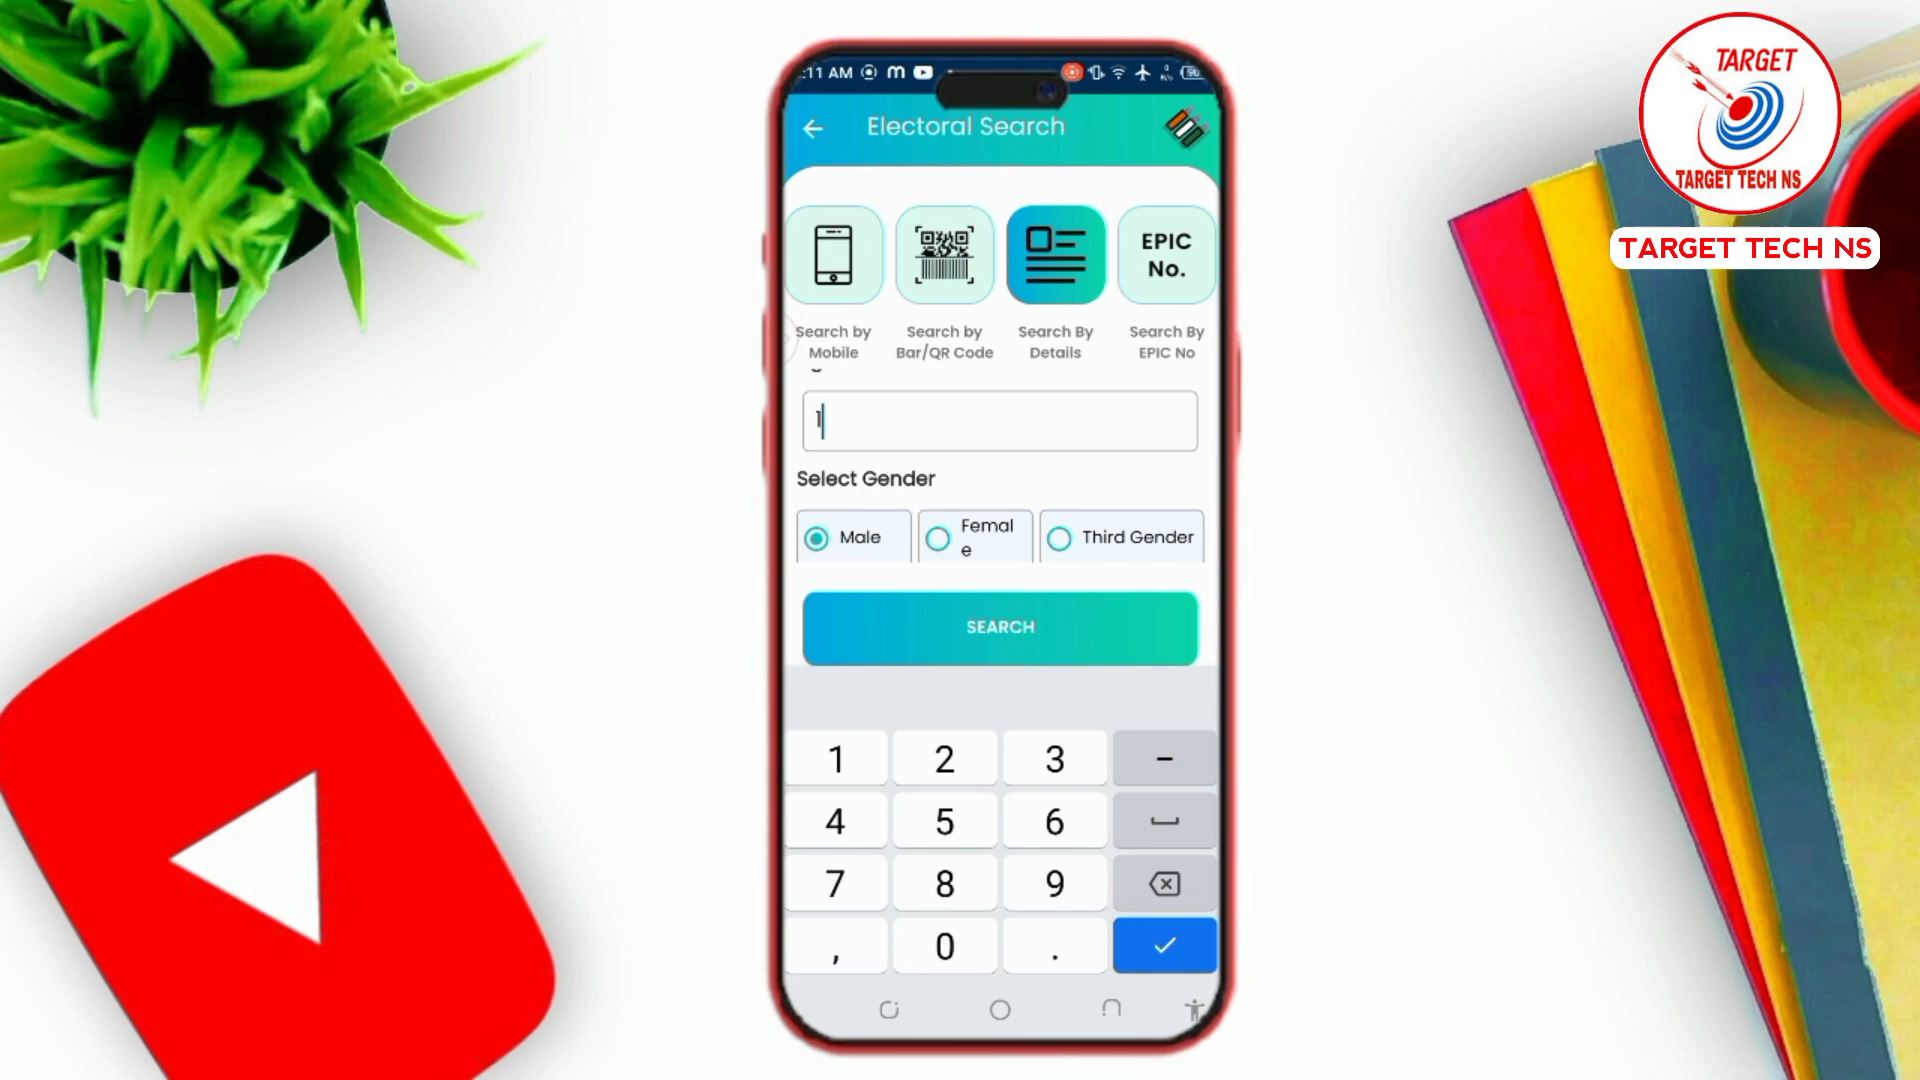 :11 AM
Electoral Search
EPIC
No.
Search by
Mobile
Search by
Bar/QR Code
Search By
Details
Search By
EPIC No
1
Select Gender
Male
Femal
e
Third Gender
SEARCH
1 2 3 -
4 5 6
7 8 9
, 0 .
TARGET
TARGET TECH NS
TARGET TECH NS